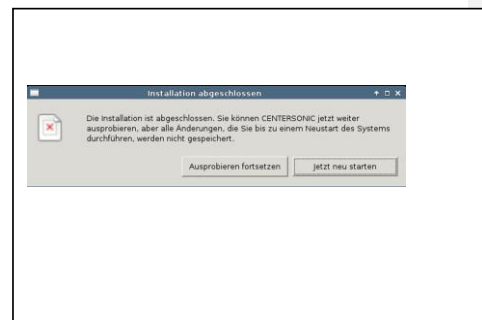 Installation abgeschlossen
Die Installation ist abgeschlossen. Sie können CENTERSONIC jetzt weiter
ausprobieren, aber alle Änderungen, die Sie bis zu einem Neustart des Systems
durchführen, werden nicht gespeichert.
Ausprobieren fortsetzen
Jetzt neu starten